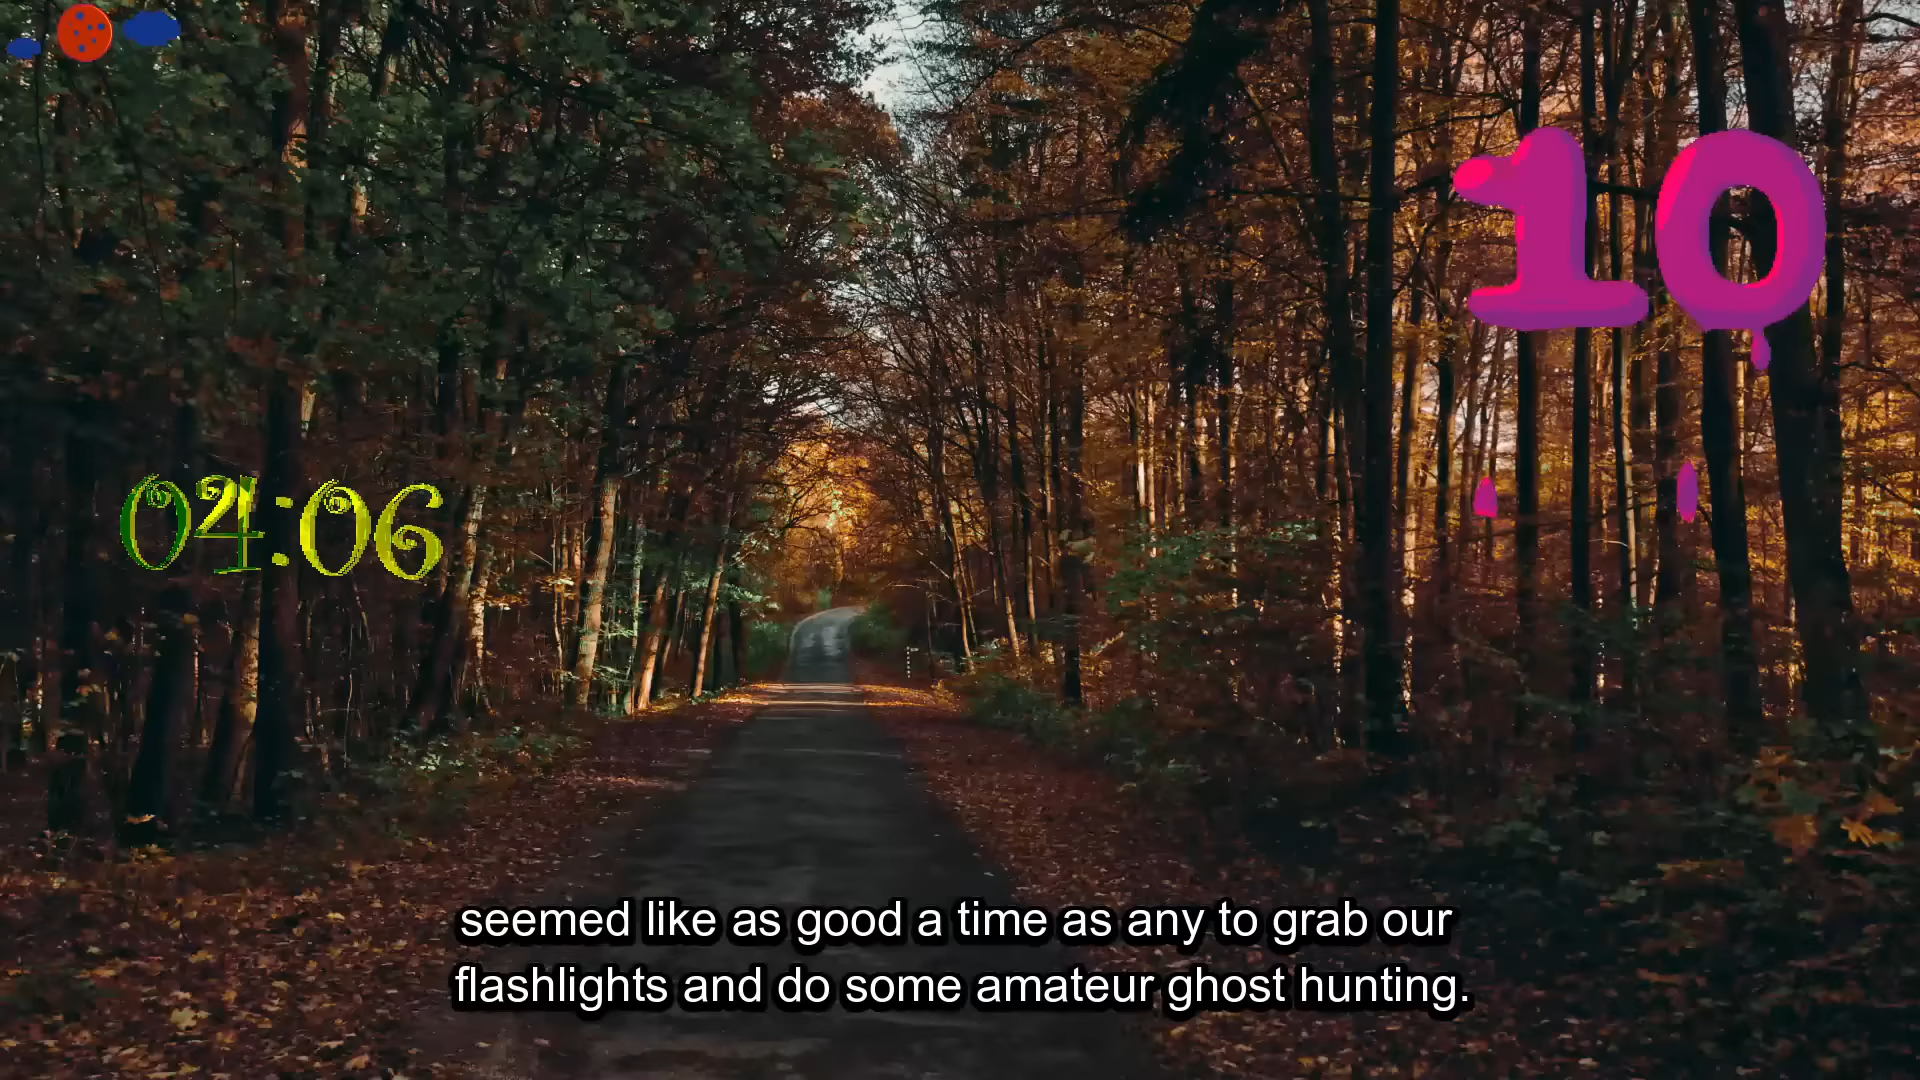 10
04:06
seemed like as good a time as any to grab our
flashlights and do some amateur ghost hunting.